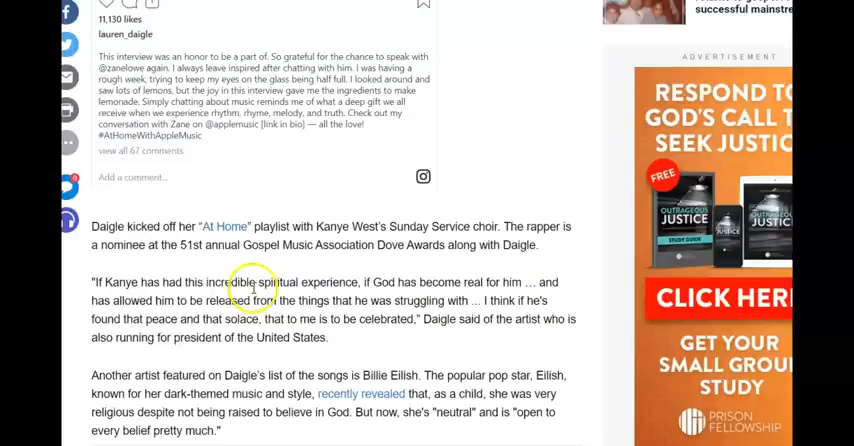 11,130 likes
lauren_daigle
This interview was an honor to be a part of. So grateful for the chance to speak with
@zanelowe again. I always leave inspired after chatting with him. I was having a
rough week, trying to keep my eyes on the glass being half full. I looked around and
saw lots of lemons, but the joy in this interview gave me the ingredients to make
lemonade. Simply chatting about music reminds me of what a deep gift we all
receive when we experience rhythm, rhyme, melody, and truth. Check out my
conversation with Zane on @applemusic [link in bio] — all the love!
#AtHomeWithAppleMusic
view all 67 comments
Add a comment...
Daigle kicked off her “At Home” playlist with Kanye West's Sunday Service choir. The rapper is
a nominee at the 51st annual Gospel Music Association Dove Awards along with Daigle.
"If Kanye has had this incredible spiritual experience, if God has become real for him … and
has allowed him to be released from the things that he was struggling with ... I think if he's
found that peace and that solace, that to me is to be celebrated,” Daigle said of the artist who is
also running for president of the United States.
Another artist featured on Daigle's list of the songs is Billie Eilish. The popular pop star, Eilish,
known for her dark-themed music and style, recently revealed that, as a child, she was very
religious despite not being raised to believe in God. But now, she's "neutral" and is "open to
every belief pretty much."
successful mainstre
ADVERTISEMENT
RESPOND TO
GOD'S CALL T
SEEK JUSTIC
FREE
OUTRAGEOUS
JUSTICE
STUDY GUIDE
CLICK HER
GET YOUR
SMALL GROU
STUDY
PRISON
FELLOWSHIP